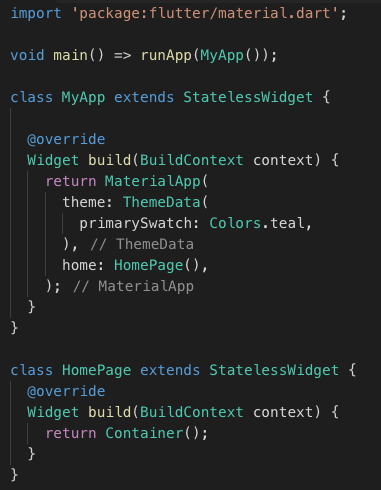 import 'package:flutter/material.dart';
void main() => runApp(MyApp());
class MyApp extends StatelessWidget {
@override
Widget build(BuildContext context) {
return MaterialApp(
theme: ThemeData(
primarySwatch: Colors.teal,
), // ThemeData
home: HomePage(),
); // MaterialApp
}
}
class HomePage extends StatelessWidget {
@override
Widget build(BuildContext context) {
return Container();
}
}